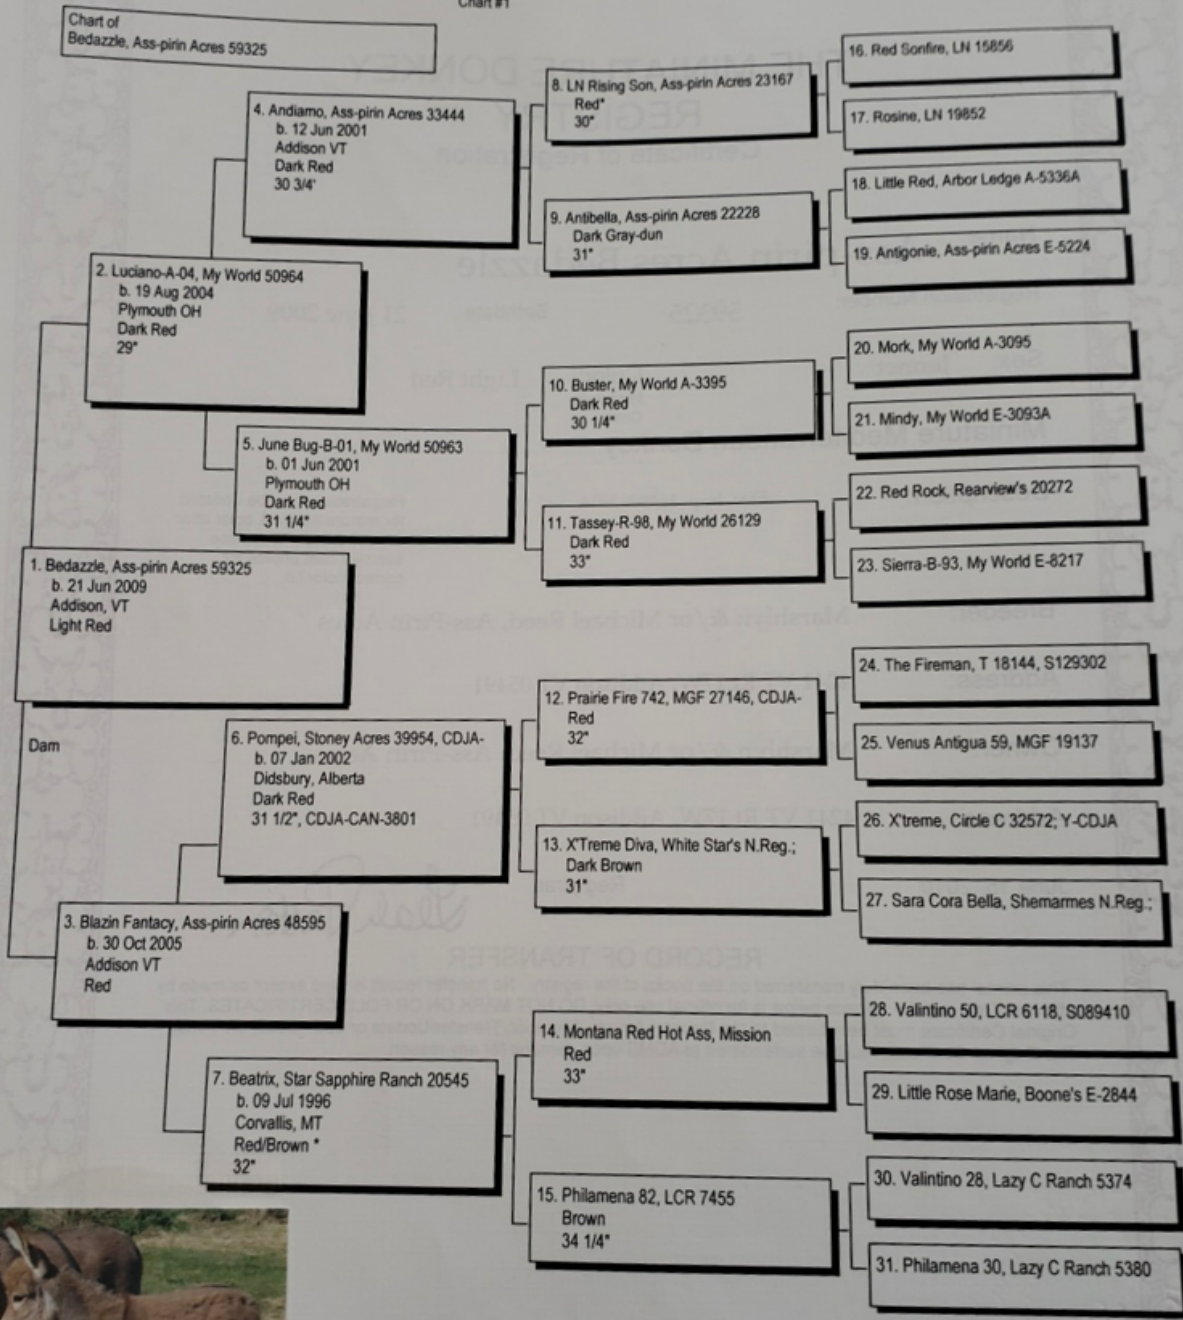 Chart #1
Chart of
Bedazzle, Ass-pirin Acres 59325
1. Bedazzle, Ass-pirin Acres 59325
b. 21 Jun 2009
Addison, VT
Light Red
Dam
2. Luciano-A-04, My World 50964
b. 19 Aug 2004
Plymouth OH
Dark Red
29"
3. Blazin Fantacy, Ass-pirin Acres 48595
b. 30 Oct 2005
Addison VT
Red
4. Andiamo, Ass-pirin Acres 33444
b. 12 Jun 2001
Addison VT
Dark Red
30 3/4'
5. June Bug-B-01, My World 50963
b. 01 Jun 2001
Plymouth OH
Dark Red
31 1/4"
6. Pompei, Stoney Acres 39954, CDJA-
b. 07 Jan 2002
Didsbury, Alberta
Dark Red
31 1/2", CDJA-CAN-3801
7. Beatrix, Star Sapphire Ranch 20545
b. 09 Jul 1996
Corvallis, MT
Red/Brown *
32"
8. LN Rising Son, Ass-pirin Acres 23167
Red*
30"
9. Antibella, Ass-pirin Acres 22228
Dark Gray-dun
31"
10. Buster, My World A-3395
Dark Red
30 1/4"
11. Tassey-R-98, My World 26129
Dark Red
33"
12. Prairie Fire 742, MGF 27146, CDJA-
Red
32"
13. X'Treme Diva, White Star's N.Reg.;
Dark Brown
31"
14. Montana Red Hot Ass, Mission
Red
33"
15. Philamena 82, LCR 7455
Brown
34 1/4"
16. Red Sonfire, LN 15856
17. Rosine, LN 19852
18. Little Red, Arbor Ledge A-5336A
19. Antigonie, Ass-pirin Acres E-5224
20. Mork, My World A-3095
21. Mindy, My World E-3093A
22. Red Rock, Rearview's 20272
23. Sierra-B-93, My World E-8217
24. The Fireman, T 18144, S129302
25. Venus Antigua 59, MGF 19137
26. X'treme, Circle C 32572; Y-CDJA
27. Sara Cora Bella, Shemarmes N.Reg.;
28. Valintino 50, LCR 6118, S089410
29. Little Rose Marie, Boone's E-2844
30. Valintino 28, Lazy C Ranch 5374
31. Philamena 30, Lazy C Ranch 5380